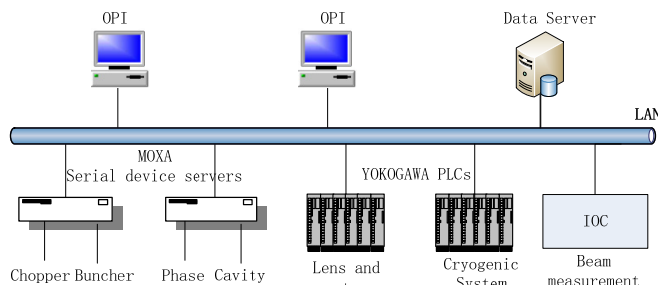 OPI
OPI
Data Server
LAN
MOXA
Serial device servers
YOKOGAWA PLCs
IOC
Chopper
Buncher
Phase
Cavity
Lens and
Cryogenic
System
Beam
measurement